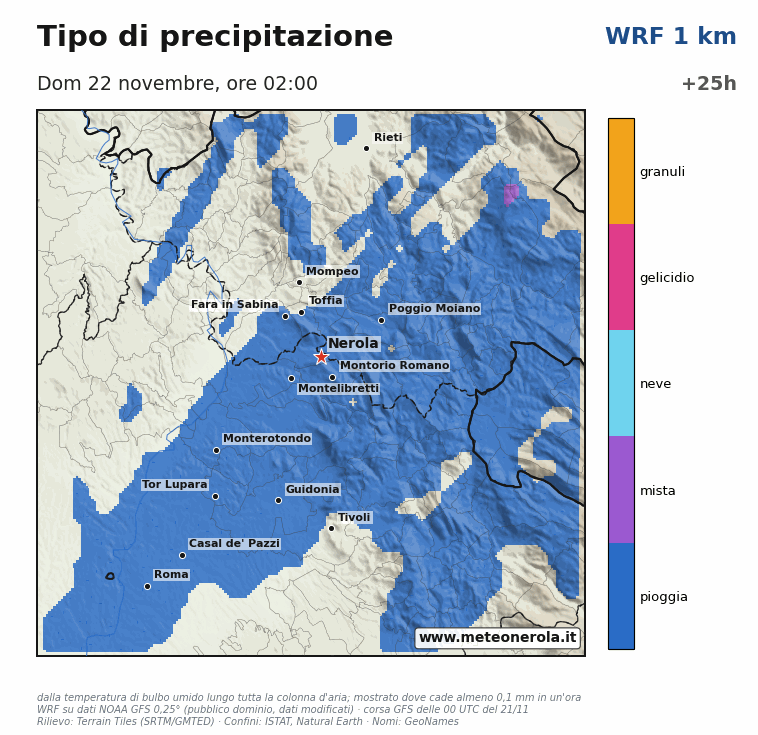 Tipo di precipitazione
WRF 1 km
Dom 22 novembre, ore 02:00
+25h
Rieti
granuli
gelicidio
neve
mista
pioggia
Mompeo
Fara in Sabina
Toffia
Poggio Moiano
Nerola
Montorio Romano
Montelibretti
Monterotondo
Tor Lupara
Guidonia
Tivoli
Casal de' Pazzi
Roma
www.meteonerola.it
dalla temperatura di bulbo umido lungo tutta la colonna d'aria; mostrato dove cade almeno 0,1 mm in un'ora
WRF su dati NOAA GFS 0,25° (pubblico dominio, dati modificati) · corsa GFS delle 00 UTC del 21/11
Rilievo: Terrain Tiles (SRTM/GMTED) · Confini: ISTAT, Natural Earth · Nomi: GeoNames